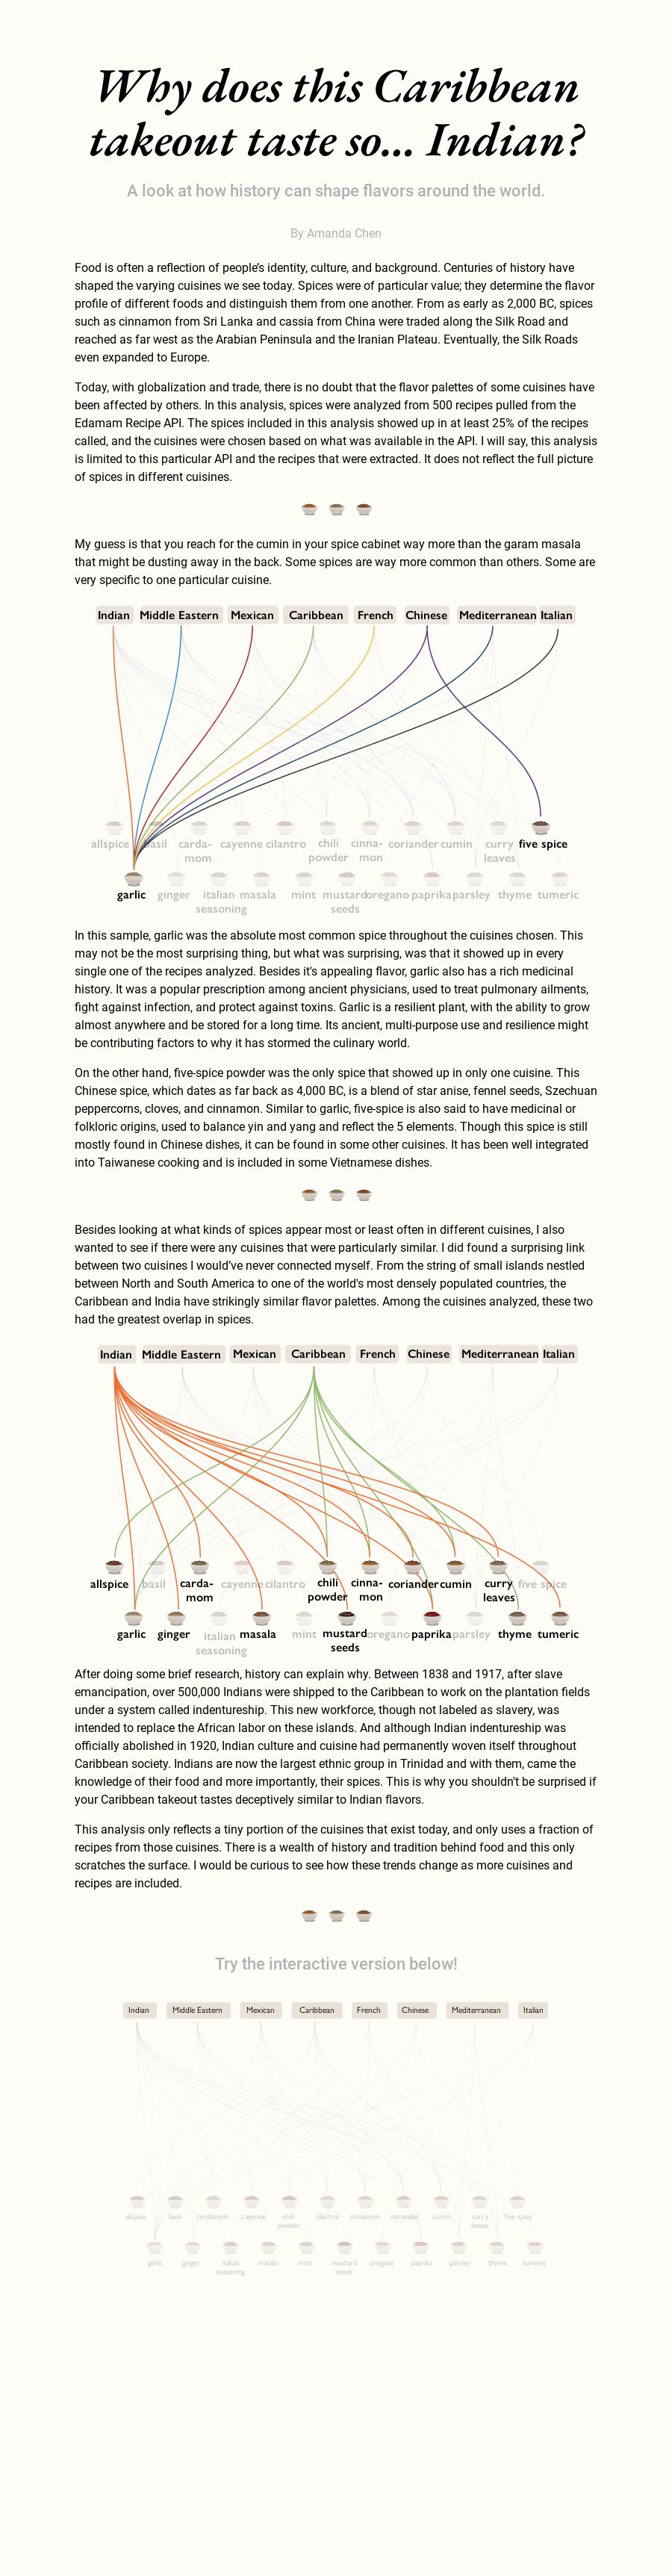 Why does this Caribbean
takeout taste so... Indian?
A look at how history can shape flavors around the world.
By Amanda Chen
Food is often a reflection of people's identity, culture, and background. Centuries of history have
shaped the varying cuisines we see today. Spices were of particular value; they determine the flavor
profile of different foods and distinguish them from one another. From as early as 2,000 BC, spices
such as cinnamon from Sri Lanka and cassia from China were traded along the Silk Road and
reached as far west as the Arabian Peninsula and the Iranian Plateau. Eventually, the Silk Roads
even expanded to Europe.
Today, with globalization and trade, there is no doubt that the flavor palettes of some cuisines have
been affected by others. In this analysis, spices were analyzed from 500 recipes pulled from the
Edamam Recipe API. The spices included in this analysis showed up in at least 25% of the recipes
called, and the cuisines were chosen based on what was available in the API. I will say, this analysis
is limited to this particular API and the recipes that were extracted. It does not reflect the full picture
of spices in different cuisines.
My guess is that you reach for the cumin in your spice cabinet way more than the garam masala
that might be dusting away in the back. Some spices are way more common than others. Some are
very specific to one particular cuisine.
Indian Middle Eastern Mexican Caribbean French Chinese Mediterranean Italian
allspice basil carda- cayenne cilantro chili cinna- coriander cumin curry five spice
mom powder mon leaves
garlic ginger italian masala mint mustard oregano paprika parsley thyme tumeric
seasoning seeds
In this sample, garlic was the absolute most common spice throughout the cuisines chosen. This
may not be the most surprising thing, but what was surprising, was that it showed up in every
single one of the recipes analyzed. Besides it's appealing flavor, garlic also has a rich medicinal
history. It was a popular prescription among ancient physicians, used to treat pulmonary ailments,
fight against infection, and protect against toxins. Garlic is a resilient plant, with the ability to grow
almost anywhere and be stored for a long time. Its ancient, multi-purpose use and resilience might
be contributing factors to why it has stormed the culinary world.
On the other hand, five-spice powder was the only spice that showed up in only one cuisine. This
Chinese spice, which dates as far back as 4,000 BC, is a blend of star anise, fennel seeds, Szechuan
peppercorns, cloves, and cinnamon. Similar to garlic, five-spice is also said to have medicinal or
folkloric origins, used to balance yin and yang and reflect the 5 elements. Though this spice is still
mostly found in Chinese dishes, it can be found in some other cuisines. It has been well integrated
into Taiwanese cooking and is included in some Vietnamese dishes.
Besides looking at what kinds of spices appear most or least often in different cuisines, I also
wanted to see if there were any cuisines that were particularly similar. I did found a surprising link
between two cuisines I would've never connected myself. From the string of small islands nestled
between North and South America to one of the world's most densely populated countries, the
Caribbean and India have strikingly similar flavor palettes. Among the cuisines analyzed, these two
had the greatest overlap in spices.
Indian Middle Eastern Mexican Caribbean French Chinese Mediterranean Italian
allspice basil carda- cayenne cilantro chili cinna- coriander cumin curry five spice
mom powder mon leaves
garlic ginger italian masala mint mustard oregano paprika parsley thyme tumeric
seasoning seeds
After doing some brief research, history can explain why. Between 1838 and 1917, after slave
emancipation, over 500,000 Indians were shipped to the Caribbean to work on the plantation fields
under a system called indentureship. This new workforce, though not labeled as slavery, was
intended to replace the African labor on these islands. And although Indian indentureship was
officially abolished in 1920, Indian culture and cuisine had permanently woven itself throughout
Caribbean society. Indians are now the largest ethnic group in Trinidad and with them, came the
knowledge of their food and more importantly, their spices. This is why you shouldn't be surprised if
your Caribbean takeout tastes deceptively similar to Indian flavors.
This analysis only reflects a tiny portion of the cuisines that exist today, and only uses a fraction of
recipes from those cuisines. There is a wealth of history and tradition behind food and this only
scratches the surface. I would be curious to see how these trends change as more cuisines and
recipes are included.
Try the interactive version below!
Indian Middle Eastern Mexican Caribbean French Chinese Mediterranean Italian
allspice basil cardamom cayenne chili cilantro cinnamon coriander cumin curry five spice
powder leaves
garlic ginger italian masala mint mustard oregano paprika parsley thyme tumeric
seasoning seeds